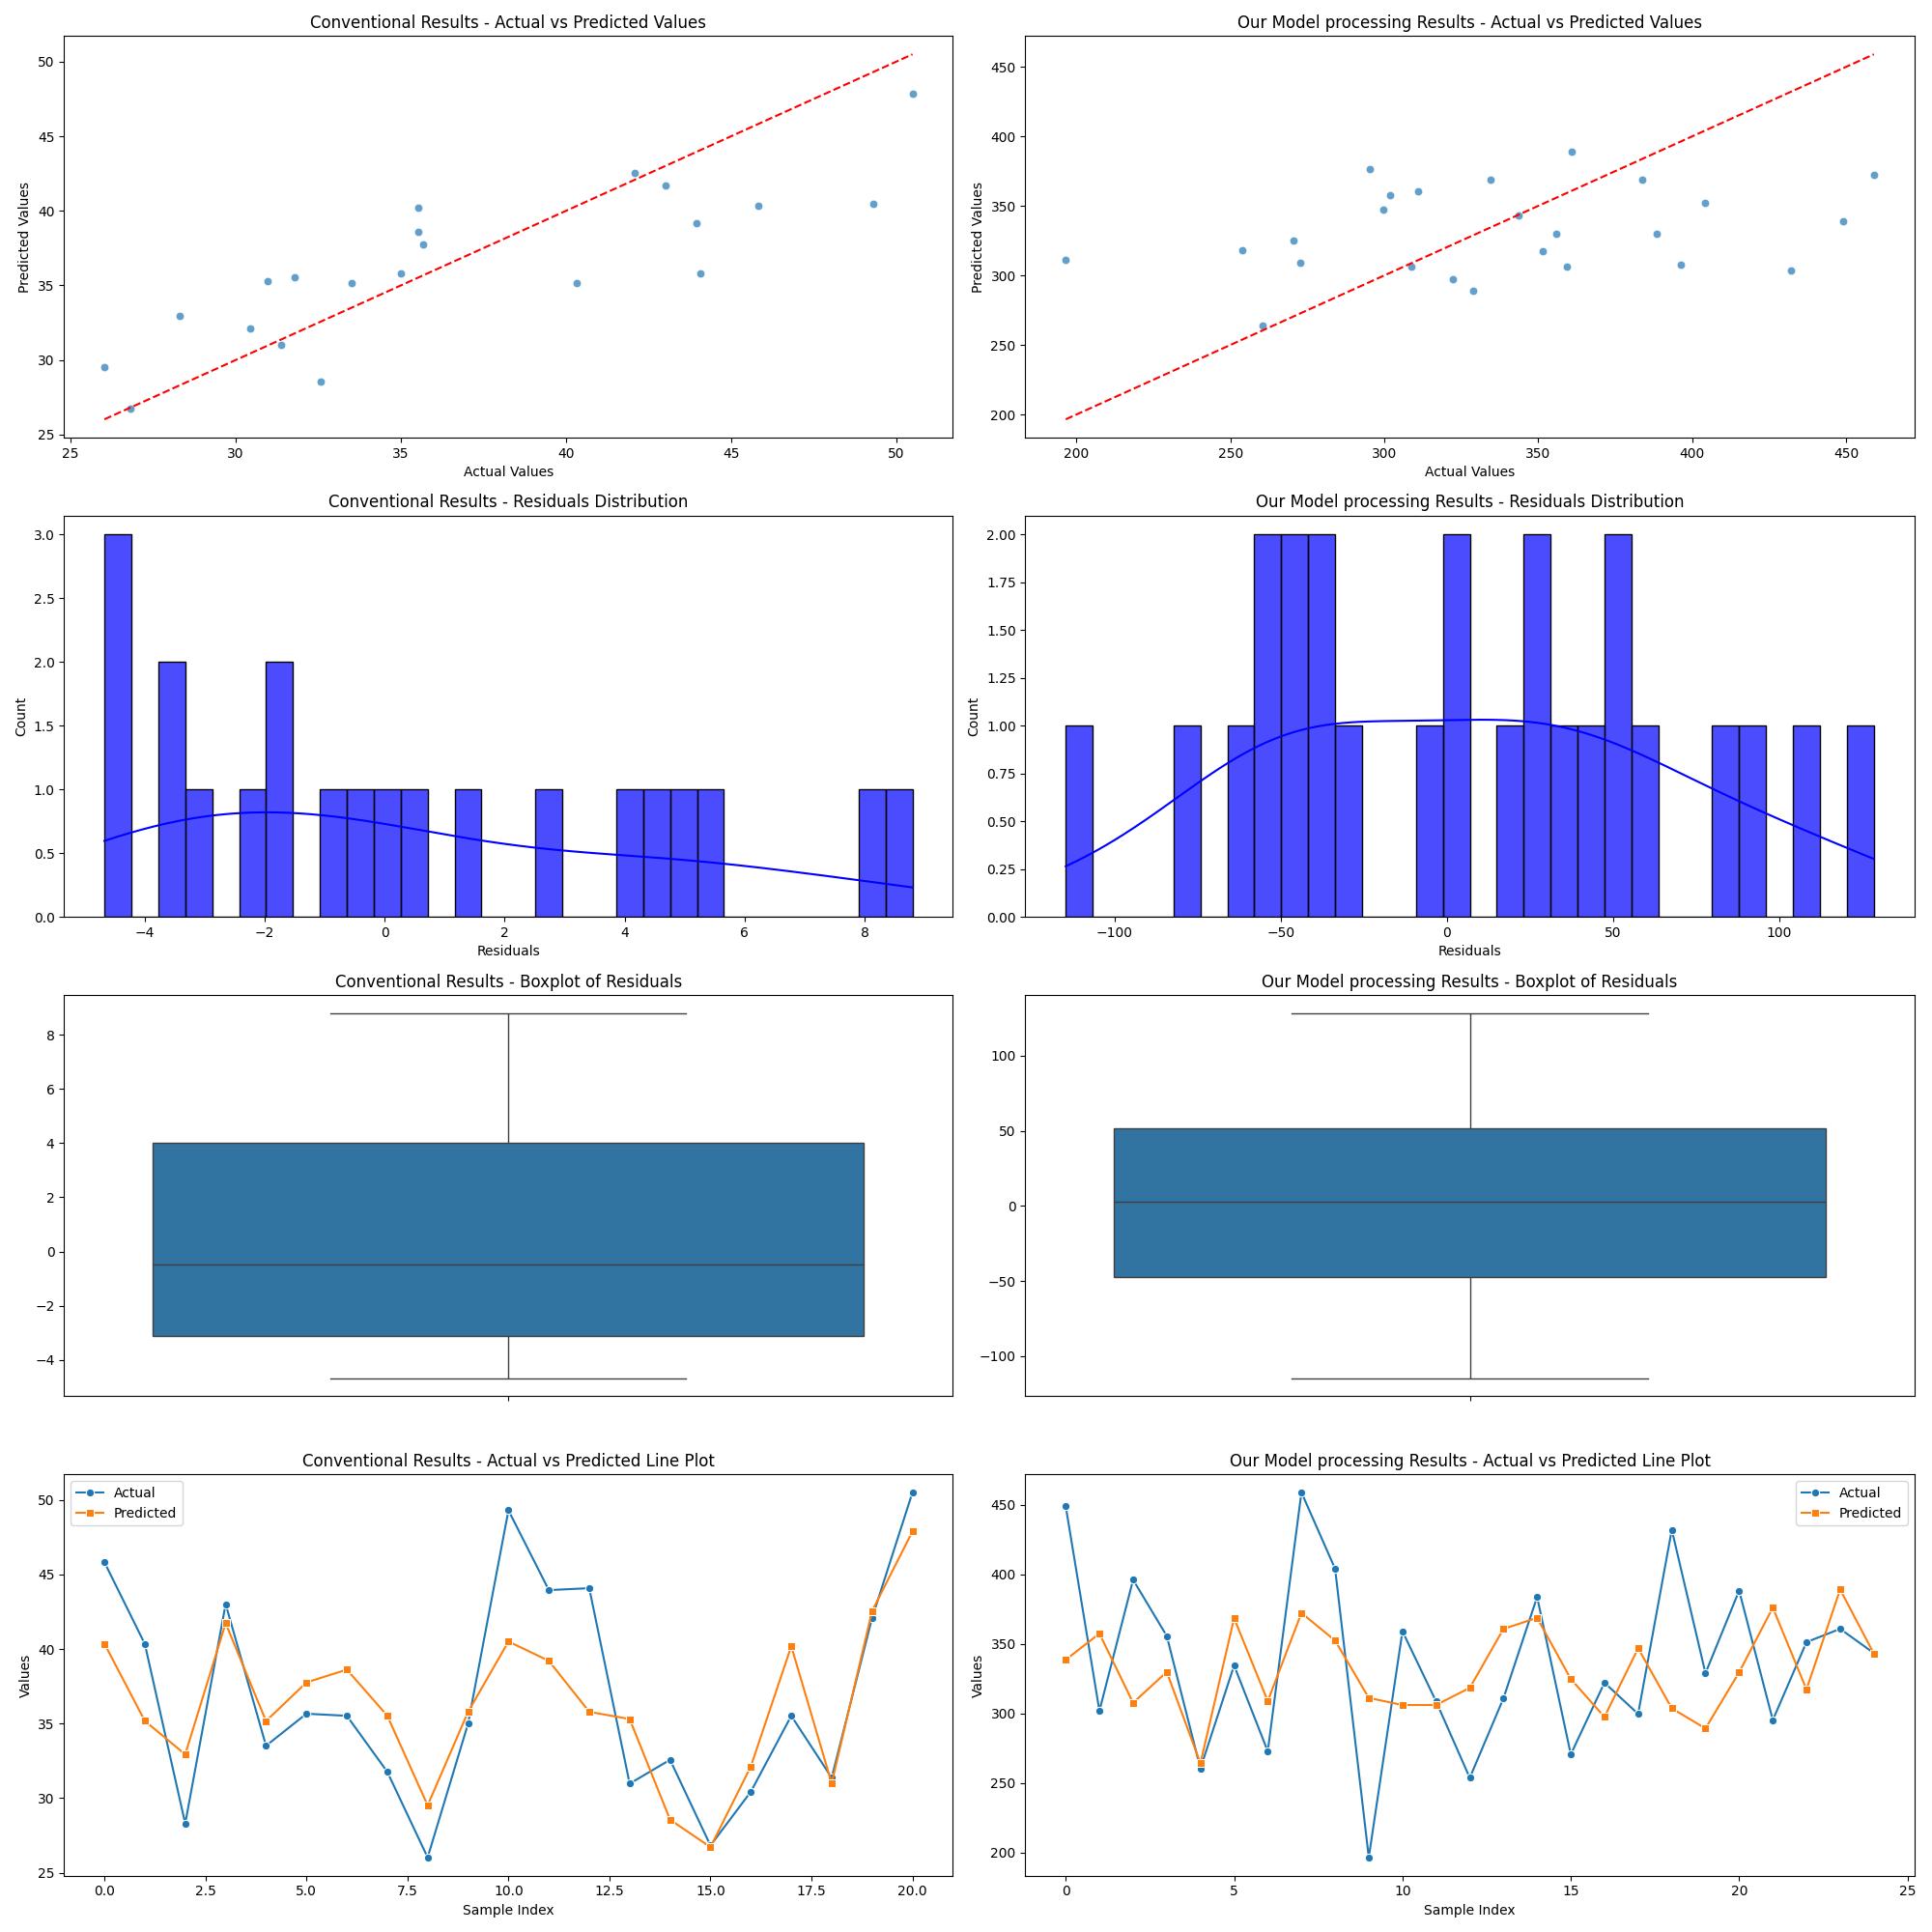 Conventional Results - Actual vs Predicted Values
50
45
40
35
30
25
Predicted Values
25 30 35 40 45 50
Actual Values
Our Model processing Results - Actual vs Predicted Values
450
400
350
300
250
200
Predicted Values
200 250 300 350 400 450
Actual Values
Conventional Results - Residuals Distribution
3.0
2.5
2.0
1.5
1.0
0.5
0.0
Count
−4 −2 0 2 4 6 8
Residuals
Our Model processing Results - Residuals Distribution
2.00
1.75
1.50
1.25
1.00
0.75
0.50
0.25
0.00
Count
−100 −50 0 50 100
Residuals
Conventional Results - Boxplot of Residuals
8
6
4
2
0
−2
−4
Our Model processing Results - Boxplot of Residuals
100
50
0
−50
−100
Conventional Results - Actual vs Predicted Line Plot
Actual
Predicted
50
45
40
35
30
25
Values
0.0 2.5 5.0 7.5 10.0 12.5 15.0 17.5 20.0
Sample Index
Our Model processing Results - Actual vs Predicted Line Plot
Actual
Predicted
450
400
350
300
250
200
Values
0 5 10 15 20 25
Sample Index